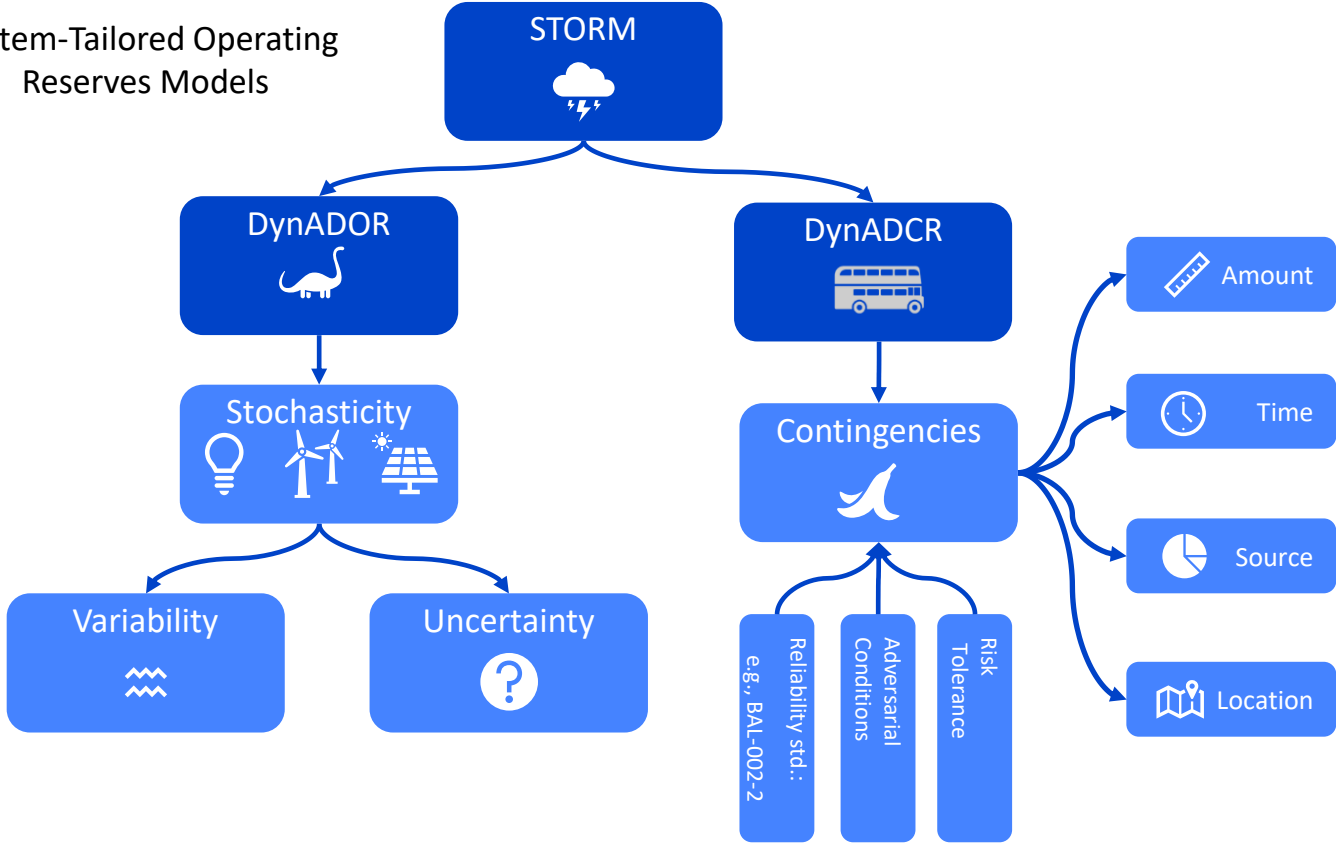 tem-Tailored Operating
Reserves Models
STORM
DynADOR
DynADCR
Amount
Stochasticity
Contingencies
Time
Source
Variability
Uncertainty
Reliability std.:
e.g., BAL-002-2
Adversarial
Conditions
Risk
Tolerance
Location